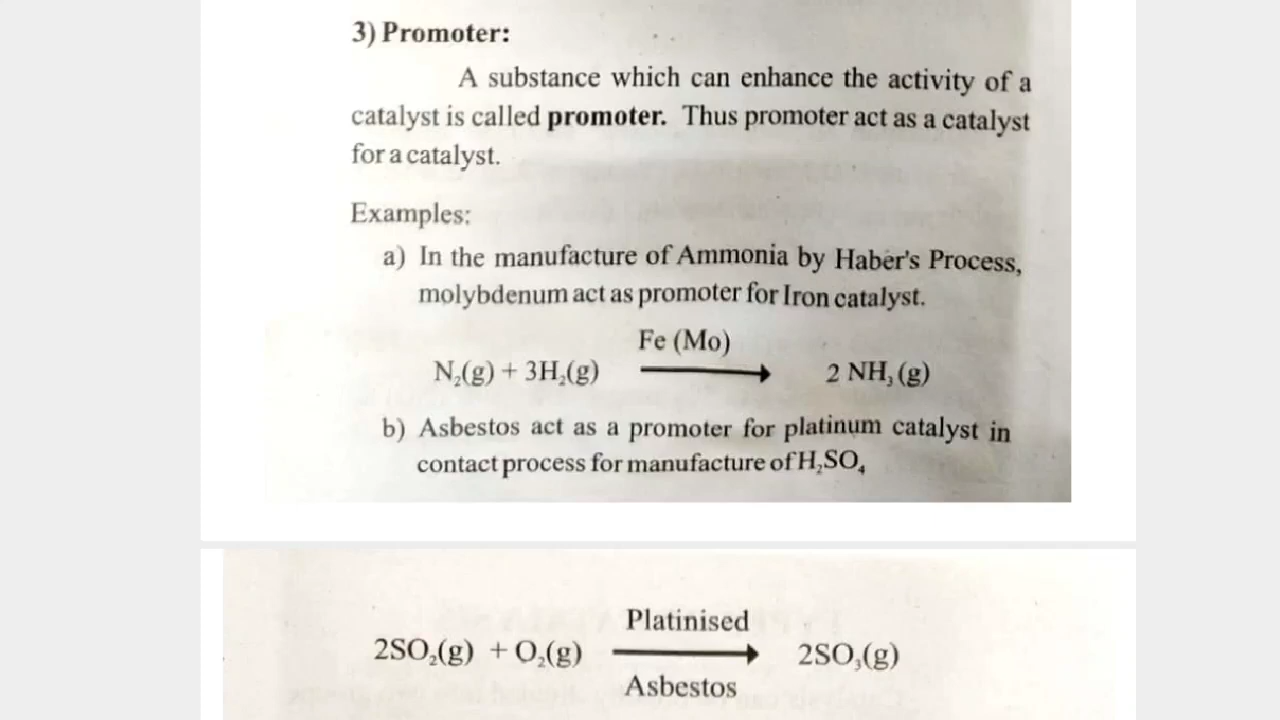 3) Promoter:
A substance which can enhance the activity of a
catalyst is called promoter. Thus promoter act as a catalyst
for a catalyst.
Examples:
a) In the manufacture of Ammonia by Haber's Process,
molybdenum act as promoter for Iron catalyst.
Fe (Mo)
N₂(g) + 3H₂(g) ⟶ 2 NH₃ (g)
b) Asbestos act as a promoter for platinum catalyst in
contact process for manufacture of H₂SO₄
Platinised
2SO₂(g) + O₂(g) ⟶ 2SO₃(g)
Asbestos